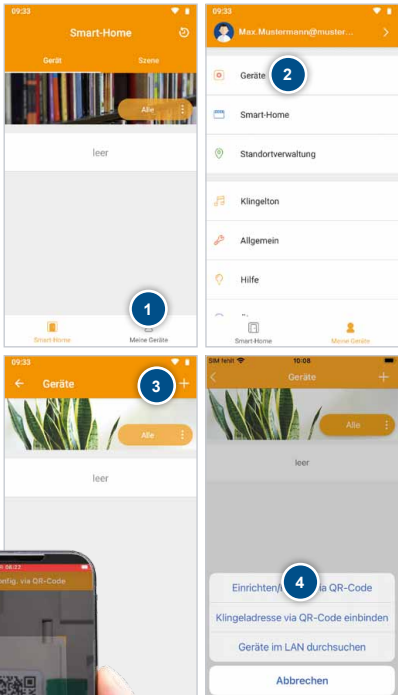 09:33
Smart-Home
Gerät
Szene
Alle
leer
1
Smart-Home
Meine Geräte
09:33
Max.Mustermann@muster...
Geräte
2
Smart-Home
Standortverwaltung
Klingelton
Allgemein
Hilfe
Smart-Home
Meine Geräte
09:33
Geräte
3
Alle
leer
via QR-Code
SIM fehlt
10:08
Geräte
Alle
leer
4
Einrichten/ QR-Code
Klingeladresse via QR-Code einbinden
Geräte im LAN durchsuchen
Abbrechen